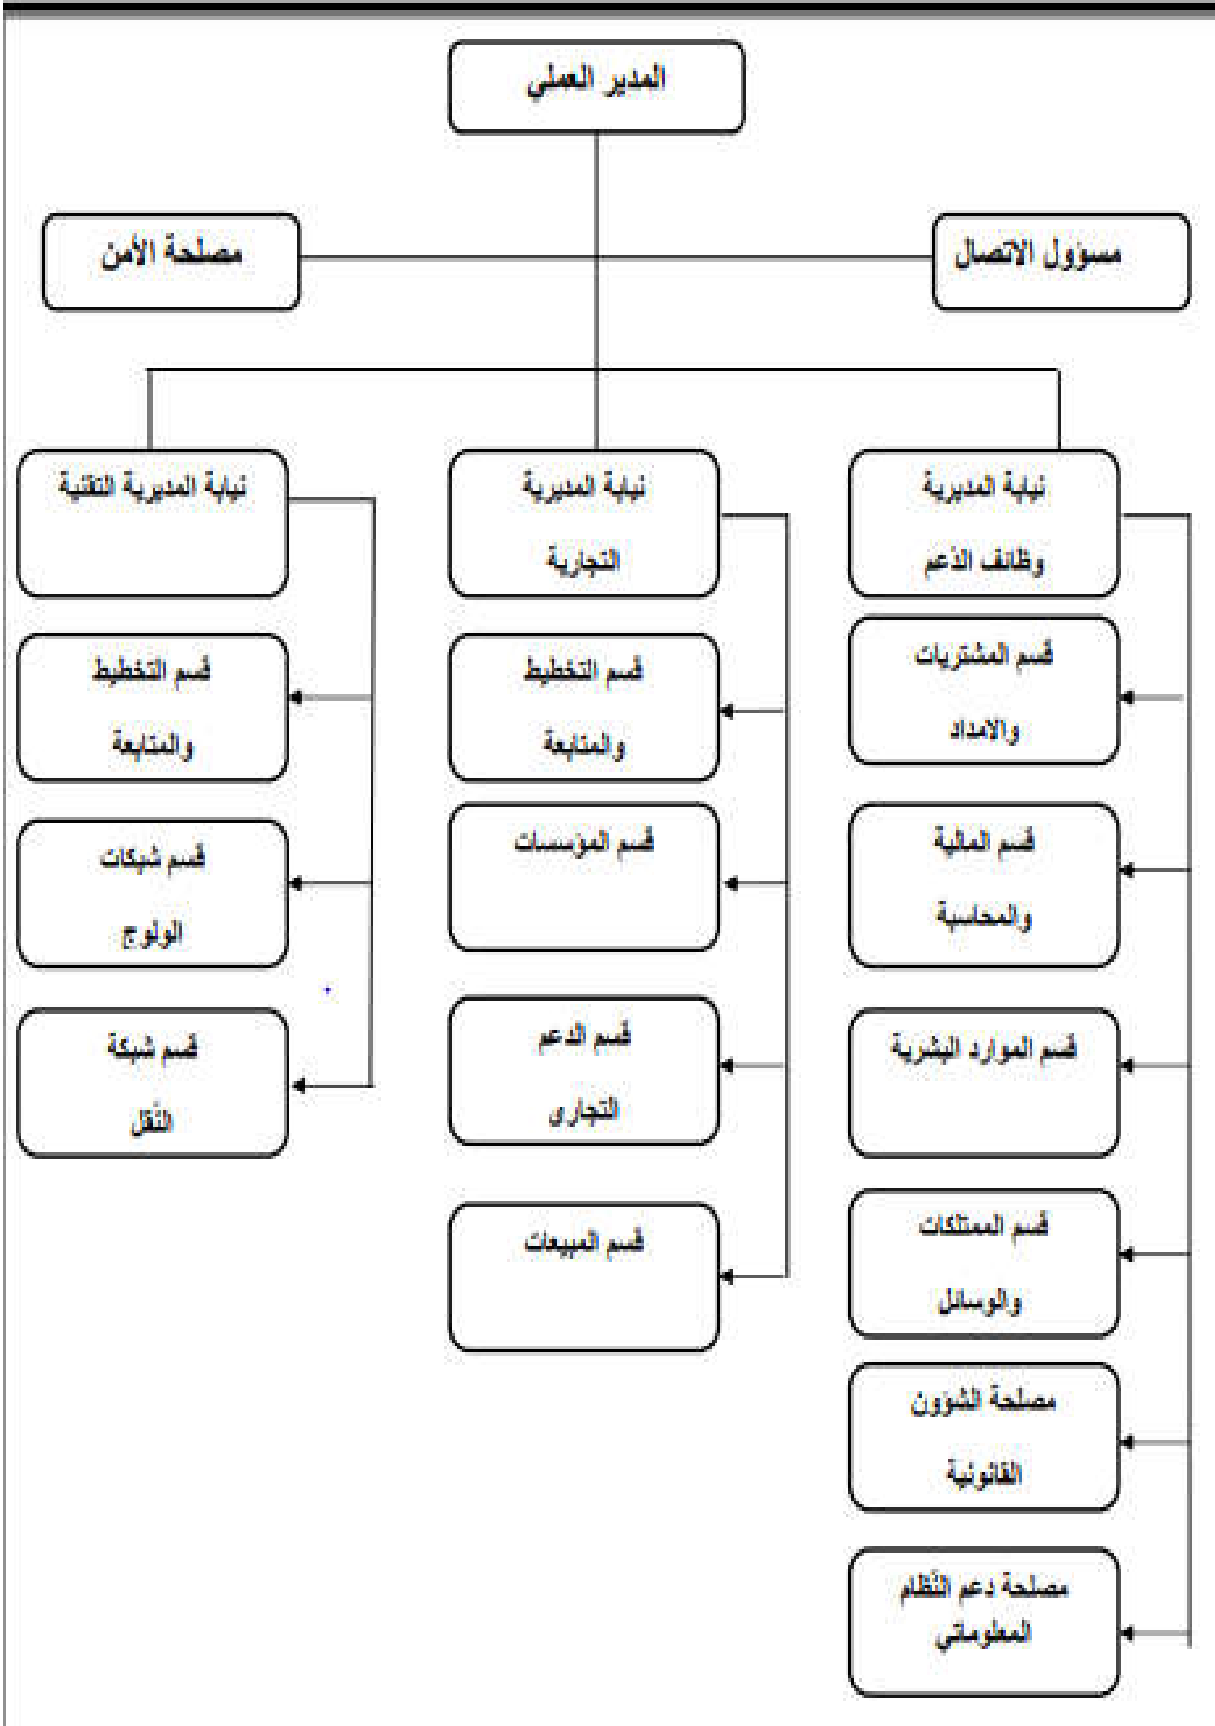 المدير العملي
مسؤول الاتصال
مصلحة الأمن
نيابة المديرية
وظائف الدعم
قسم المشتريات
والامداد
قسم المالية
والمحاسبة
قسم الموارد البشرية
قسم الممتلكات
والوسائل
مصلحة الشؤون
القانونية
مصلحة دعم النظام
المعلوماتي
نيابة المديرية
التجارية
قسم التخطيط
والمتابعة
قسم المؤسسات
قسم الدعم
التجاري
قسم المبيعات
نيابة المديرية التقنية
قسم التخطيط
والمتابعة
قسم شبكات
الولوج
قسم شبكة
النقل